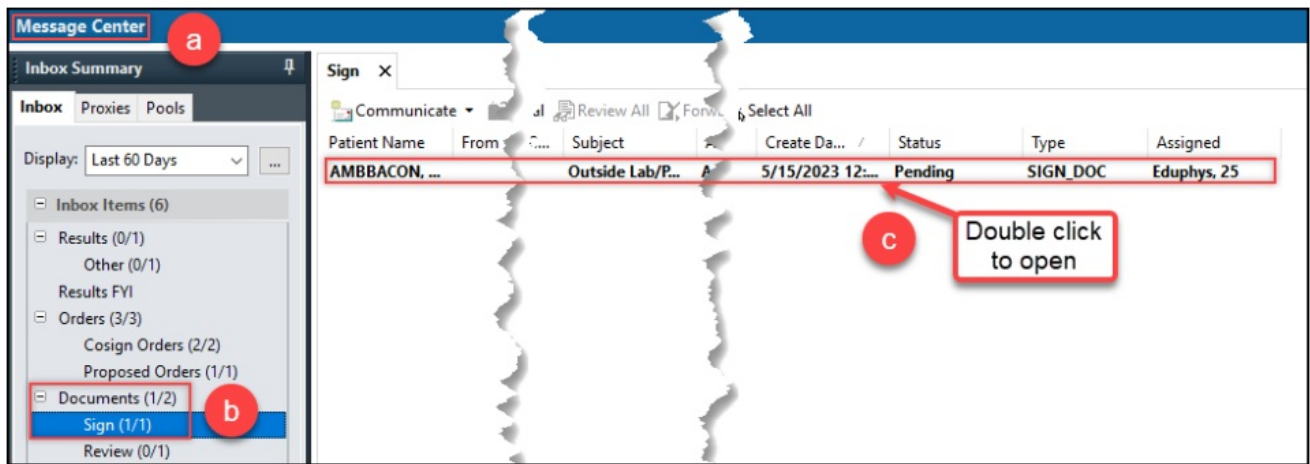 Message Center
a
Inbox Summary
Inbox Proxies Pools
Display: Last 60 Days ...
Inbox Items (6)
Results (0/1)
Other (0/1)
Results FYI
Orders (3/3)
Cosign Orders (2/2)
Proposed Orders (1/1)
Documents (1/2)
Sign (1/1)
Review (0/1)
b
Sign X
Communicate Review All Select All
Patient Name From Subject Create Da... Status Type Assigned
AMBBACON, ... Outside Lab/P... 5/15/2023 12:... Pending SIGN_DOC Eduphys, 25
c
Double click
to open